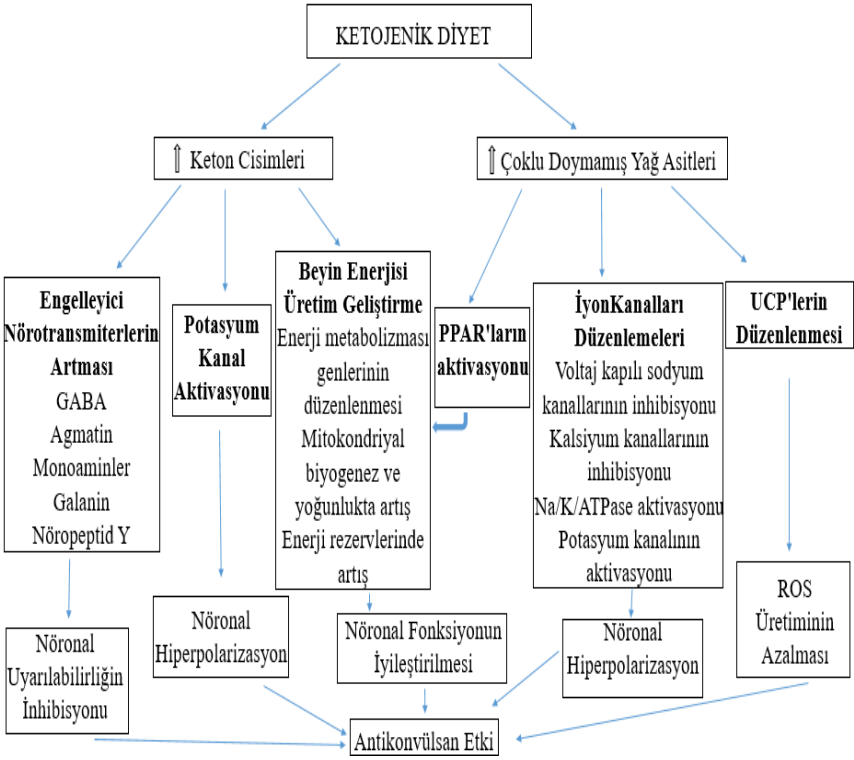 KETOJENİK DİYET
⇑ Keton Cisimleri
⇑ Çoklu Doymamış Yağ Asitleri
Engelleyici
Nörotransmiterlerin
Artması
GABA
Agmatin
Monoaminler
Galanin
Nöropeptid Y
Potasyum
Kanal
Aktivasyonu
Beyin Enerjisi
Üretim Geliştirme
Enerji metabolizması
genlerinin
düzenlenmesi
Mitokondriyal
biyogenez ve
yoğunlukta artış
Enerji rezervlerinde
artış
PPAR'ların
aktivasyonu
İyonKanalları
Düzenlemeleri
Voltaj kapılı sodyum
kanallarının inhibisyonu
Kalsiyum kanallarının
inhibisyonu
Na/K/ATPase aktivasyonu
Potasyum kanalının
aktivasyonu
UCP'lerin
Düzenlenmesi
Nöronal
Uyarılabilirliğin
İnhibisyonu
Nöronal
Hiperpolarizasyon
Nöronal Fonksiyonun
İyileştirilmesi
Nöronal
Hiperpolarizasyon
ROS
Üretiminin
Azalması
Antikonvülsan Etki